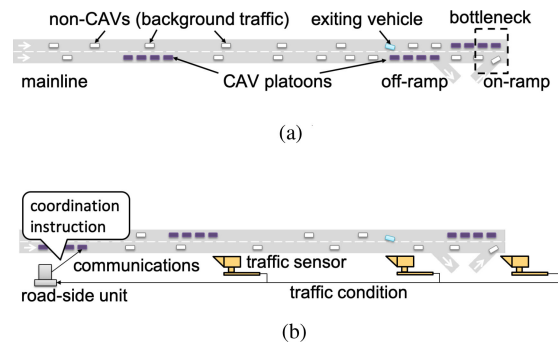 non-CAVs (background traffic)
exiting vehicle
bottleneck
mainline
CAV platoons
off-ramp
on-ramp
(a)
coordination
instruction
communications
traffic sensor
road-side unit
traffic condition
(b)